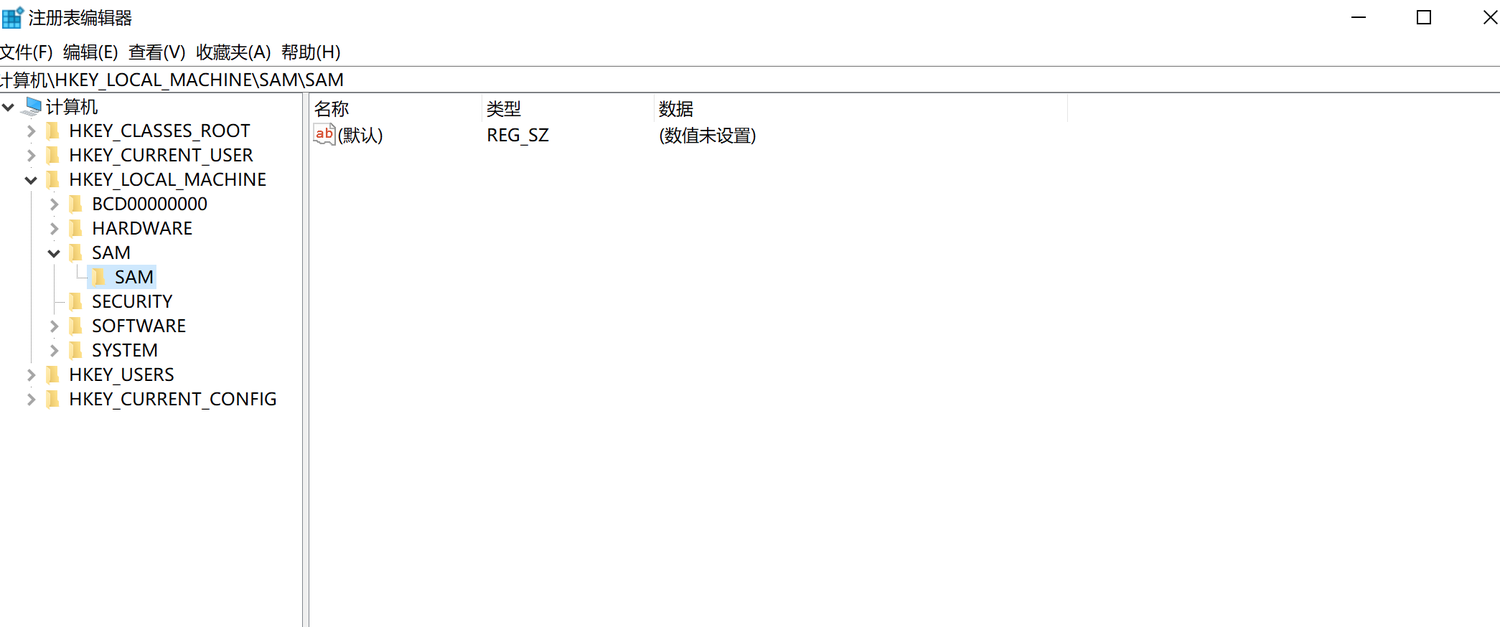 注册表编辑器
文件(F) 编辑(E) 查看(V) 收藏夹(A) 帮助(H)
计算机\HKEY_LOCAL_MACHINE\SAM\SAM
计算机
HKEY_CLASSES_ROOT
HKEY_CURRENT_USER
HKEY_LOCAL_MACHINE
BCD00000000
HARDWARE
SAM
SAM
SECURITY
SOFTWARE
SYSTEM
HKEY_USERS
HKEY_CURRENT_CONFIG
名称 类型 数据
ab (默认) REG_SZ (数值未设置)